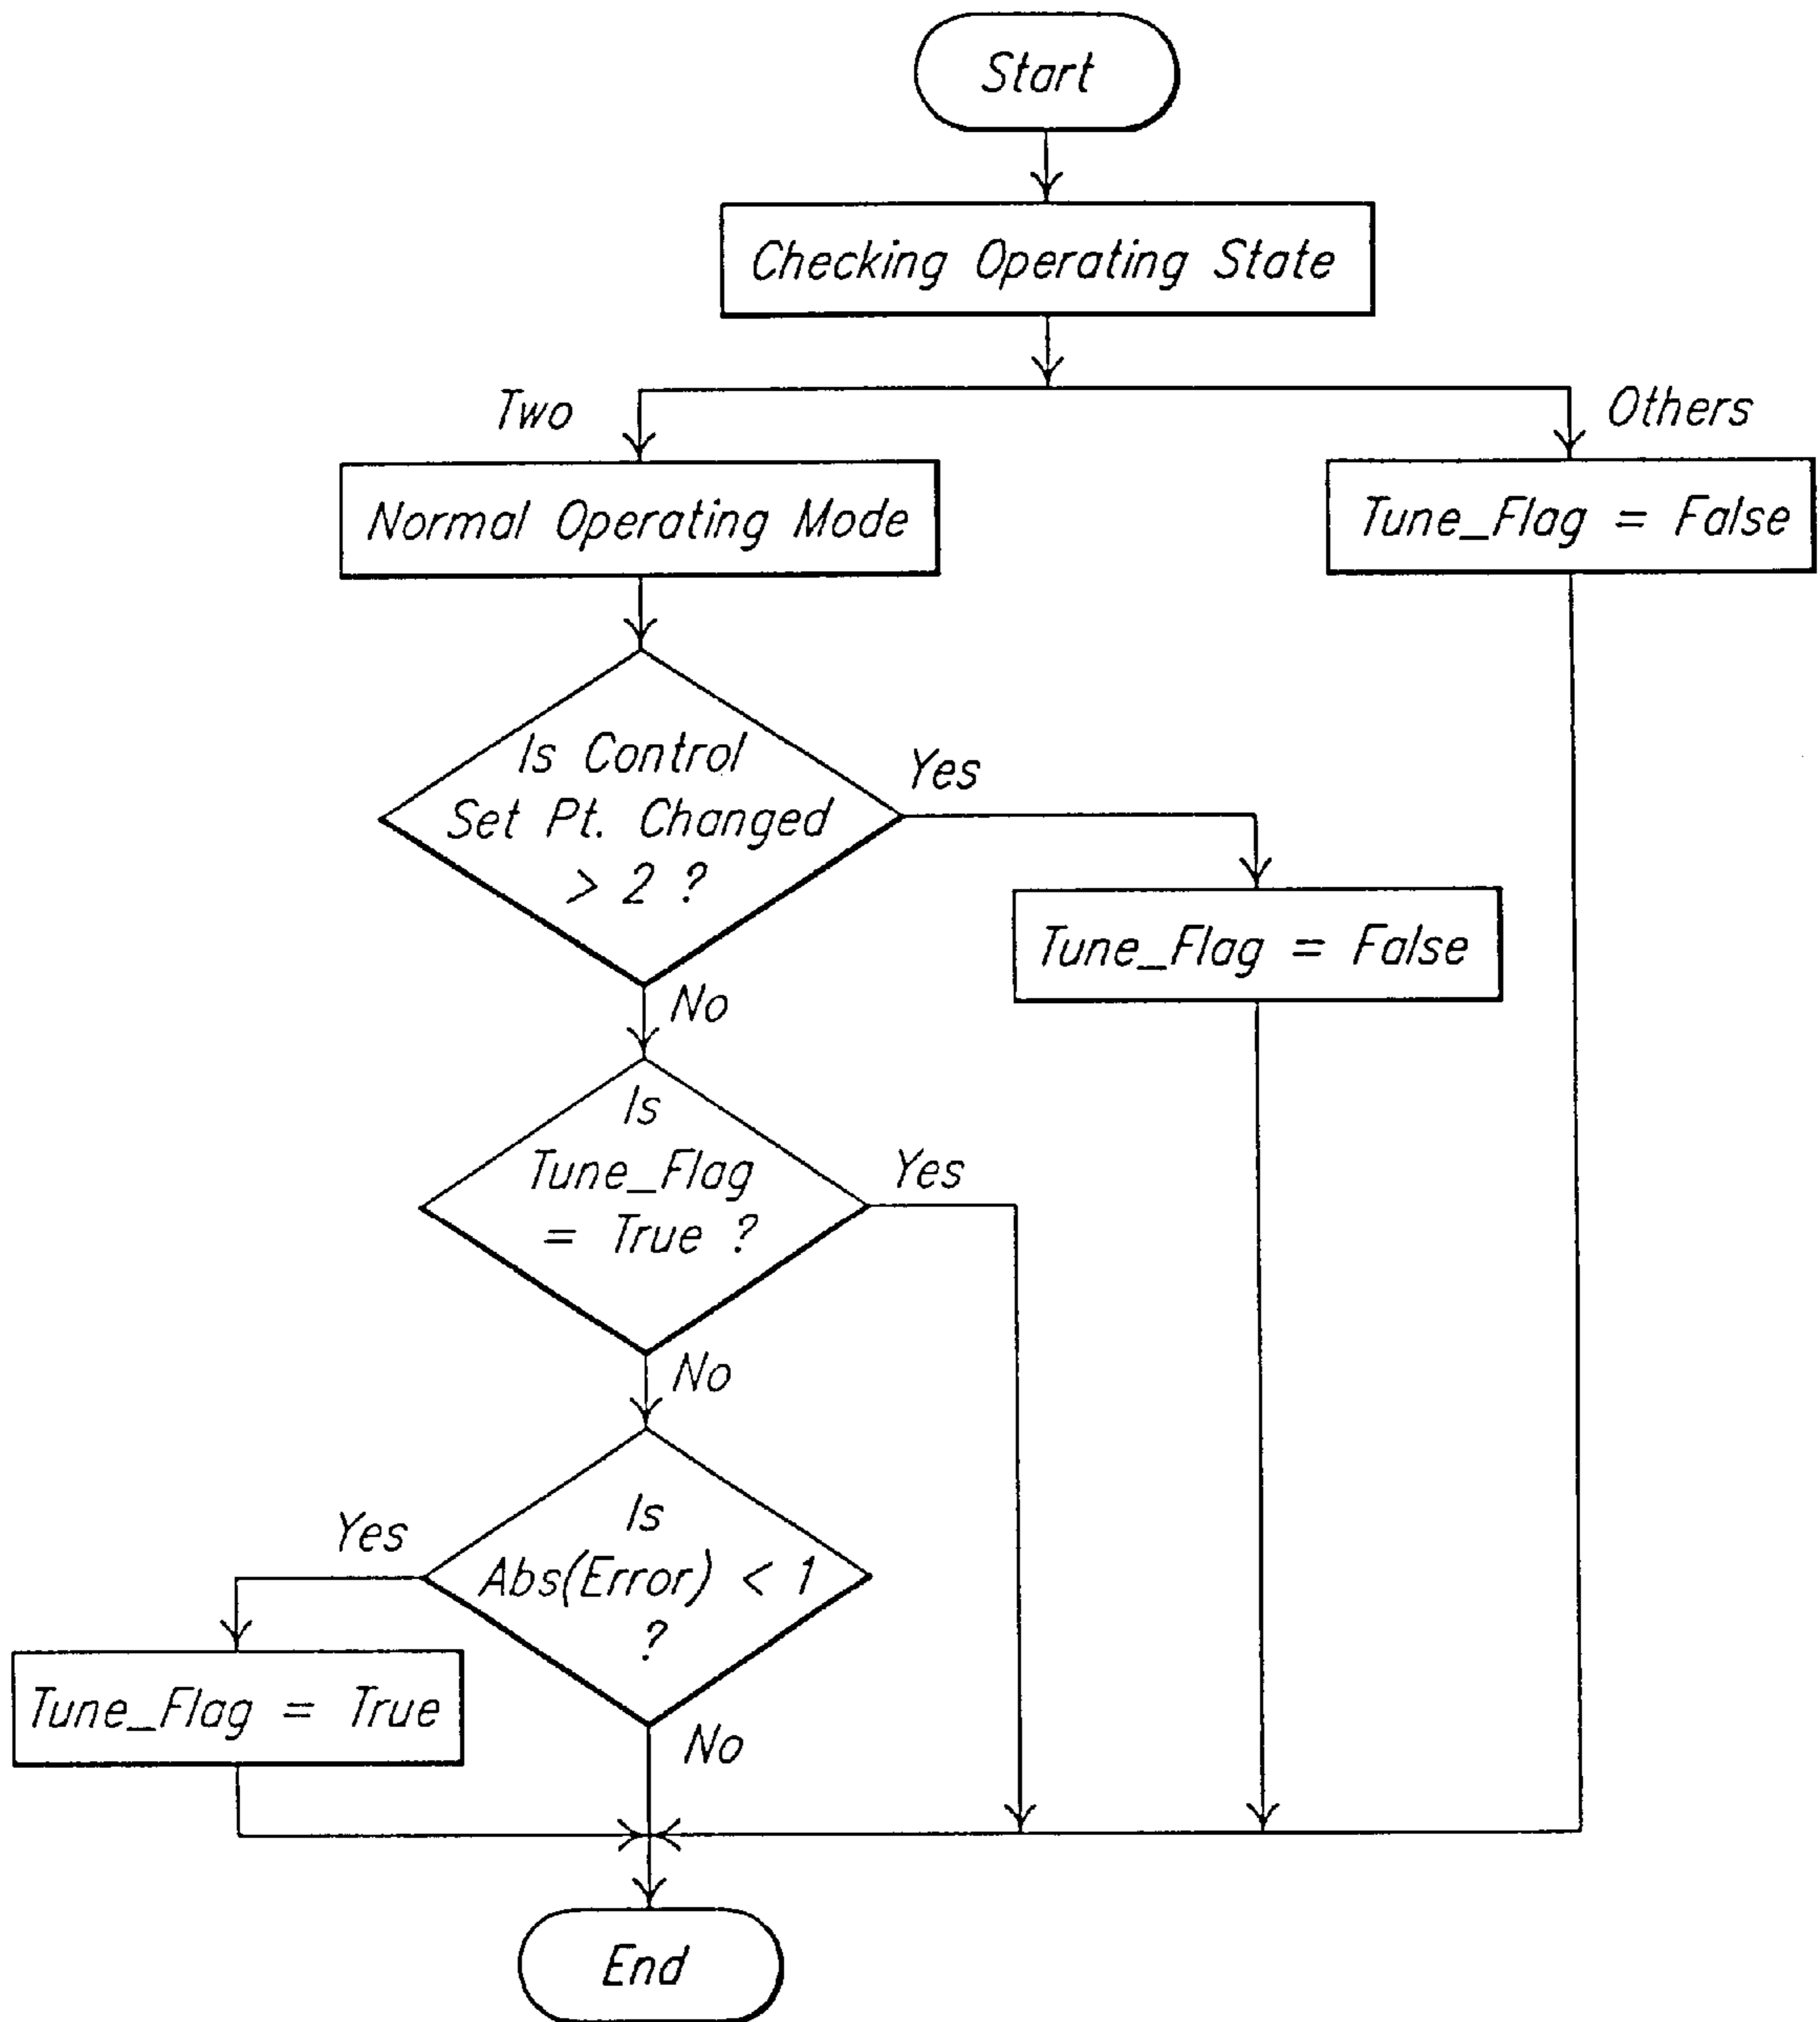 Start
Checking Operating State
Two
Others
Normal Operating Mode
Tune_Flag = False
Is Control
Set Pt. Changed
> 2 ?
Yes
Tune_Flag = False
No
Is
Tune_Flag
= True ?
Yes
No
Is
Abs(Error) < 1
?
Yes
Tune_Flag = True
No
End